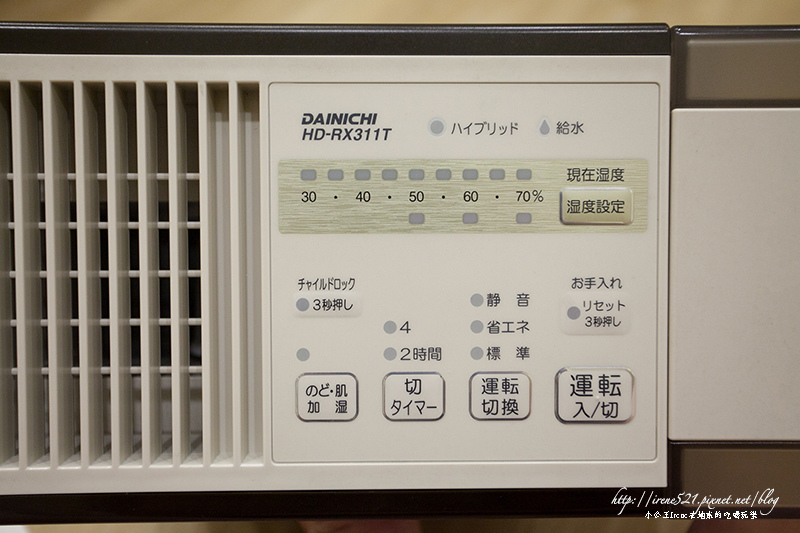 DAINICHI
HD-RX311T
ハイブリッド 給水
現在湿度
30 · 40 · 50 · 60 · 70%
湿度設定
チャイルドロック
3秒押し
お手入れ
リセット
3秒押し
静 音
4 省エネ
2時間 標 準
のど・肌
加 湿
切
タイマー
運転
切換
運転
入/切
http://irene521.pixnet.net/blog